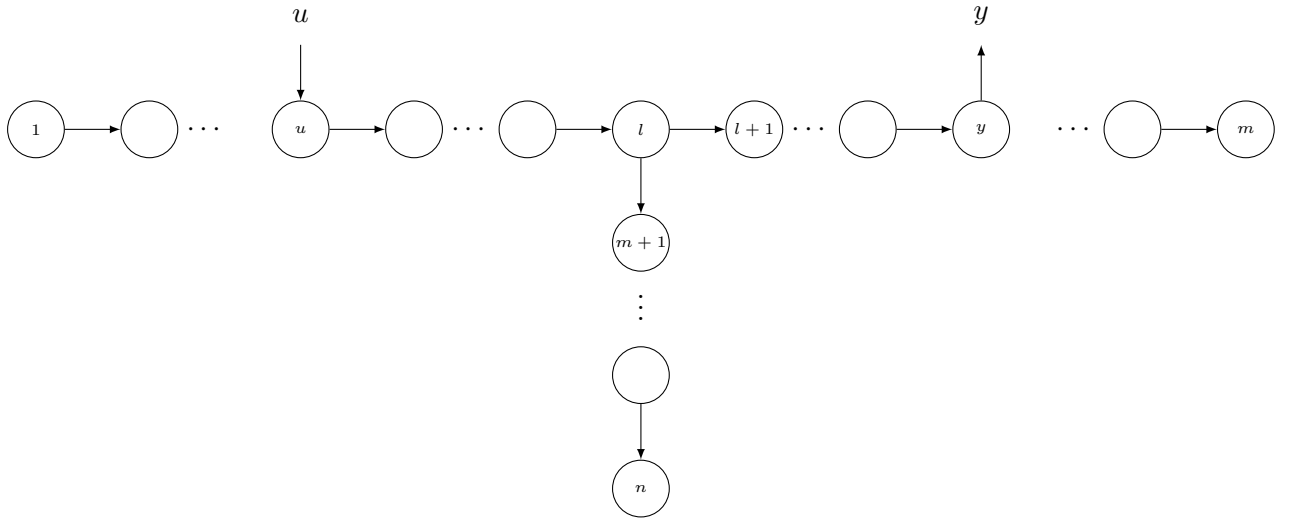 u y
1 ⋯ u ⋯ l l + 1 ⋯ y ⋯ m
m + 1
⋮
n